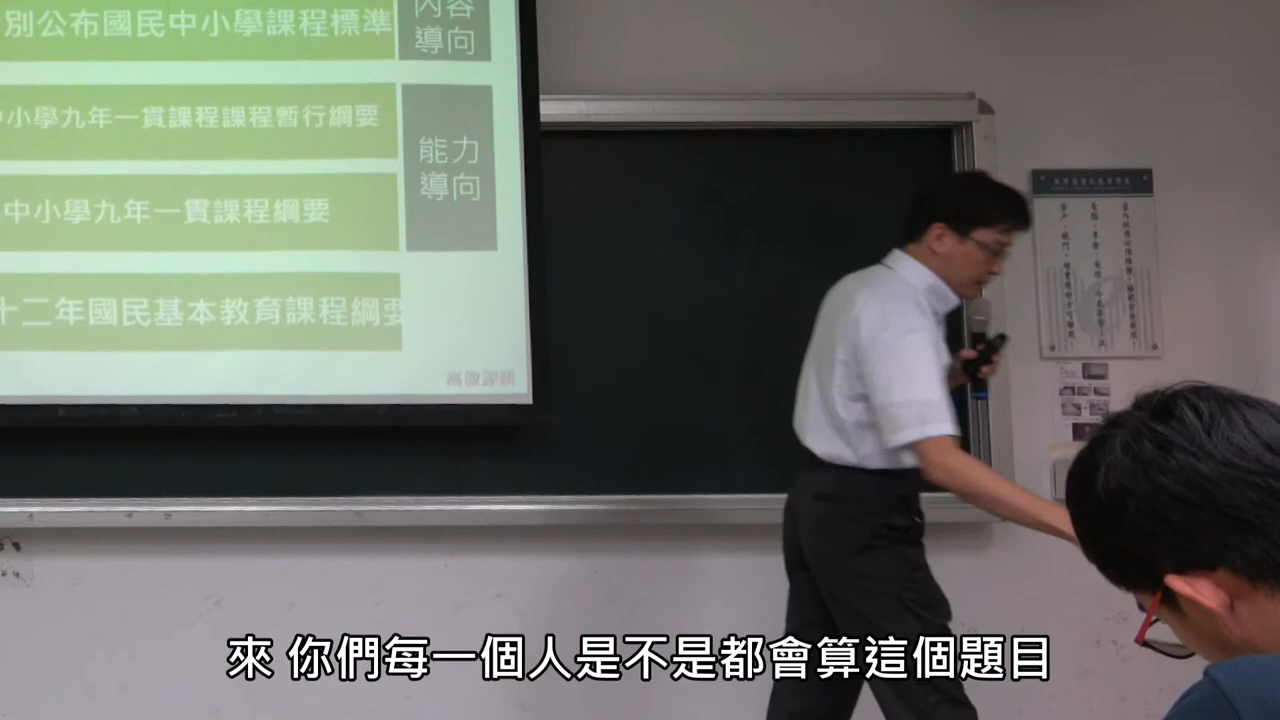 別公布國民中小學課程標準
內容
導向
中小學九年一貫課程課程暫行綱要
能力
導向
中小學九年一貫課程綱要
十二年國民基本教育課程綱要
來 你們每一個人是不是都會算這個題目